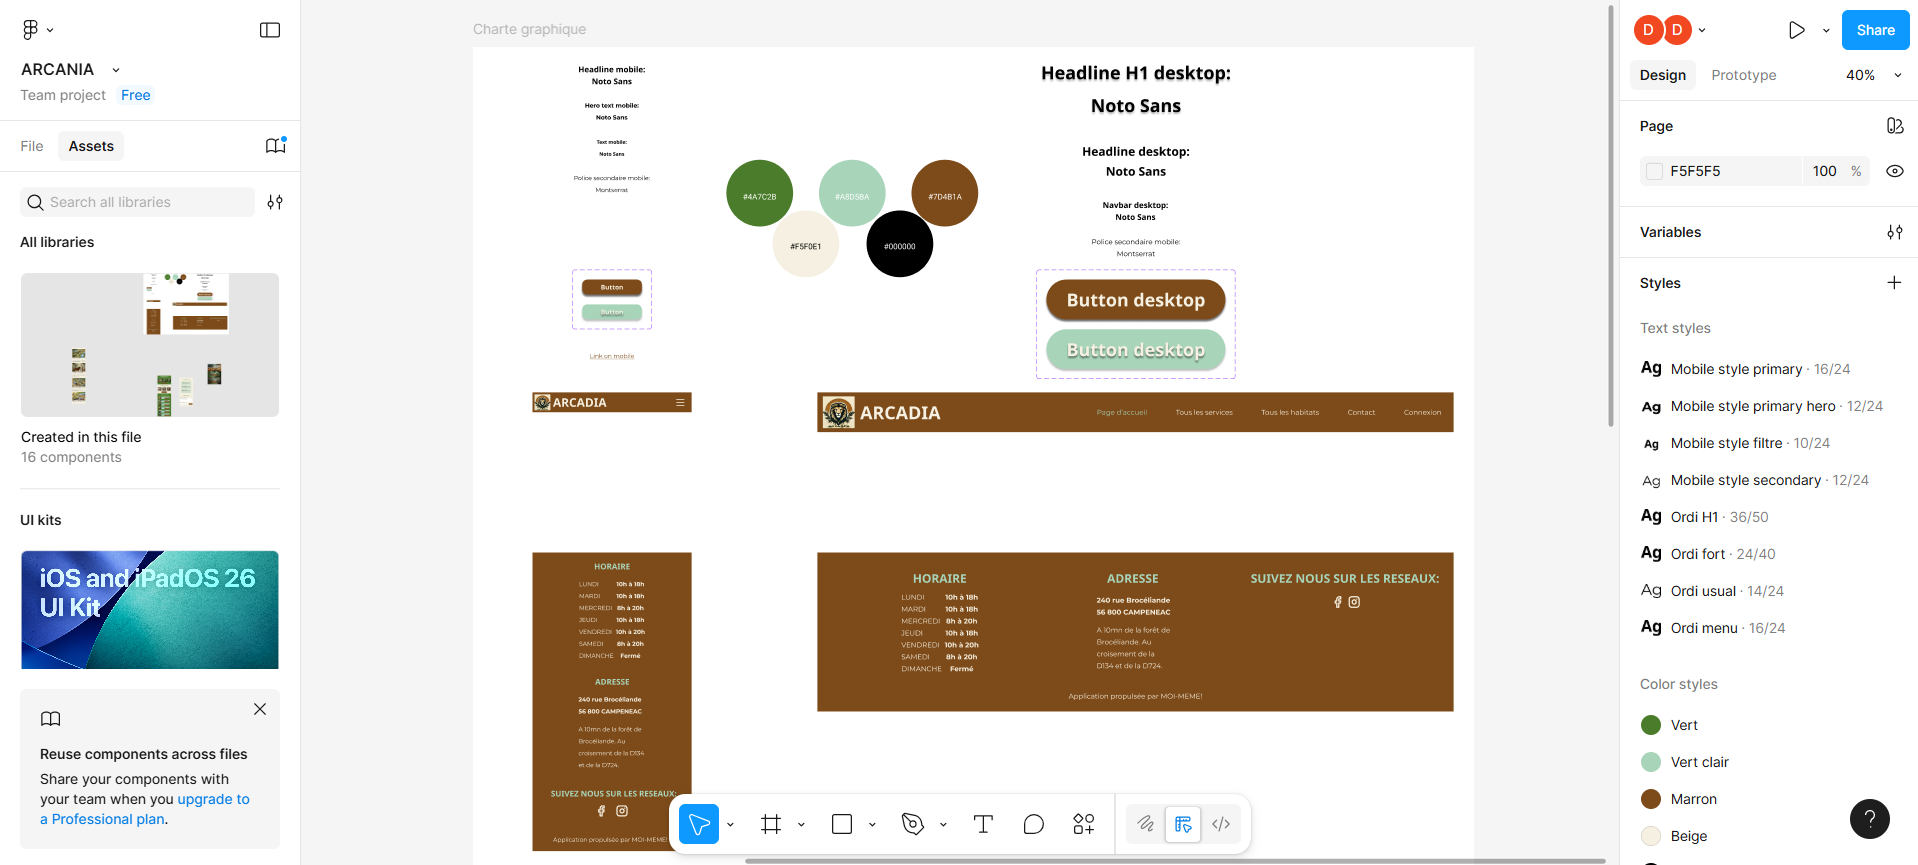 ARCANIA
Team project Free
File Assets
Search all libraries
All libraries
Created in this file
16 components
UI kits
iOS and iPadOS 26
UI Kit
Reuse components across files
Share your components with
your team when you upgrade to
a Professional plan.
Charte graphique
Headline mobile:
Noto Sans
Hero text mobile:
Noto Sans
Text mobile:
Noto Sans
Police secondaire mobile:
Montserrat
#4A7C2B
#A8D5BA
#7D4B1A
#F5F0E1
#000000
Headline H1 desktop:
Noto Sans
Headline desktop:
Noto Sans
Navbar desktop:
Noto Sans
Police secondaire mobile:
Montserrat
Button
Button
Link on mobile
Button desktop
Button desktop
ARCADIA
ARCADIA
Page d'accueil Tous les services Tous les habitats Contact Connexion
HORAIRE
LUNDI 10h à 18h
MARDI 10h à 18h
MERCREDI 8h à 20h
JEUDI 10h à 18h
VENDREDI 10h à 20h
SAMEDI 8h à 20h
DIMANCHE Fermé
ADRESSE
240 rue Brocéliande
56 800 CAMPENEAC
A 10mn de la forêt de
Brocéliande. Au
croisement de la D134
et de la D724.
SUIVEZ NOUS SUR LES RESEAUX:
Application propulsée par MOI-MEME!
HORAIRE
LUNDI 10h à 18h
MARDI 10h à 18h
MERCREDI 8h à 20h
JEUDI 10h à 18h
VENDREDI 10h à 20h
SAMEDI 8h à 20h
DIMANCHE Fermé
ADRESSE
240 rue Brocéliande
56 800 CAMPENEAC
A 10mn de la forêt de
Brocéliande. Au
croisement de la
D134 et de la D724.
SUIVEZ NOUS SUR LES RESEAUX:
Application propulsée par MOI-MEME!
D D
Share
Design Prototype 40%
Page
F5F5F5 100 %
Variables
Styles
Text styles
Ag Mobile style primary · 16/24
Ag Mobile style primary hero · 12/24
Ag Mobile style filtre · 10/24
Ag Mobile style secondary · 12/24
Ag Ordi H1 · 36/50
Ag Ordi fort · 24/40
Ag Ordi usual · 14/24
Ag Ordi menu · 16/24
Color styles
Vert
Vert clair
Marron
Beige
?